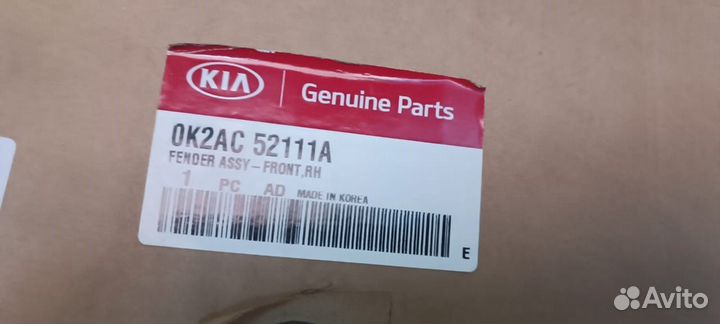 KIA
Genuine Parts
0K2AC 52111A
FENDER ASSY-FRONT,RH
1 PC AD MADE IN KOREA
E
Avito